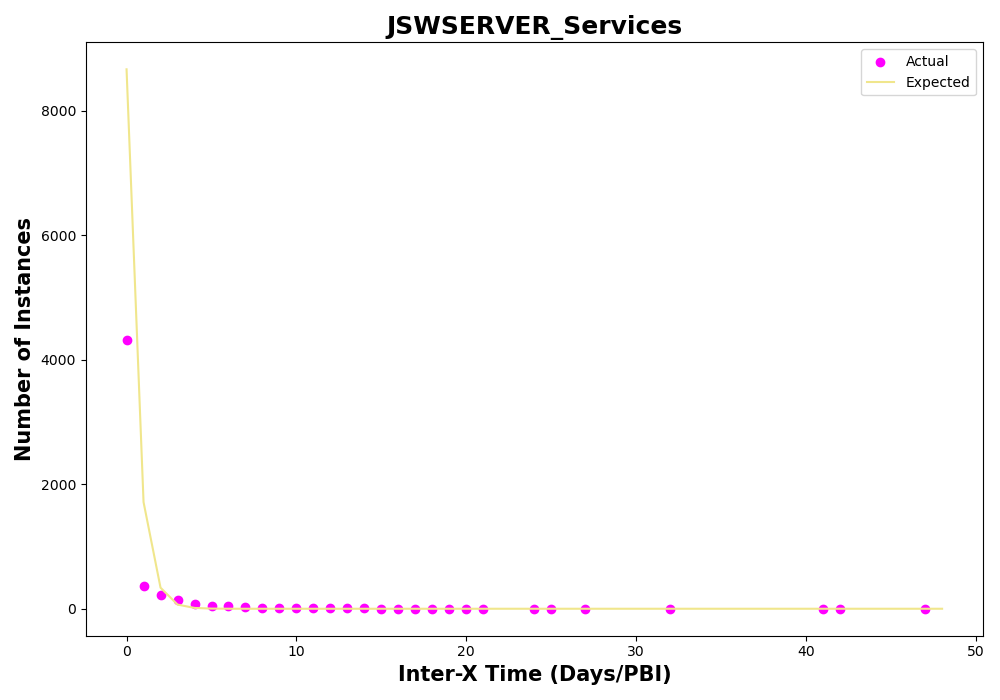 JSWSERVER_Services
Actual
Expected
Number of Instances
8000
6000
4000
2000
0
0 10 20 30 40 50
Inter-X Time (Days/PBI)